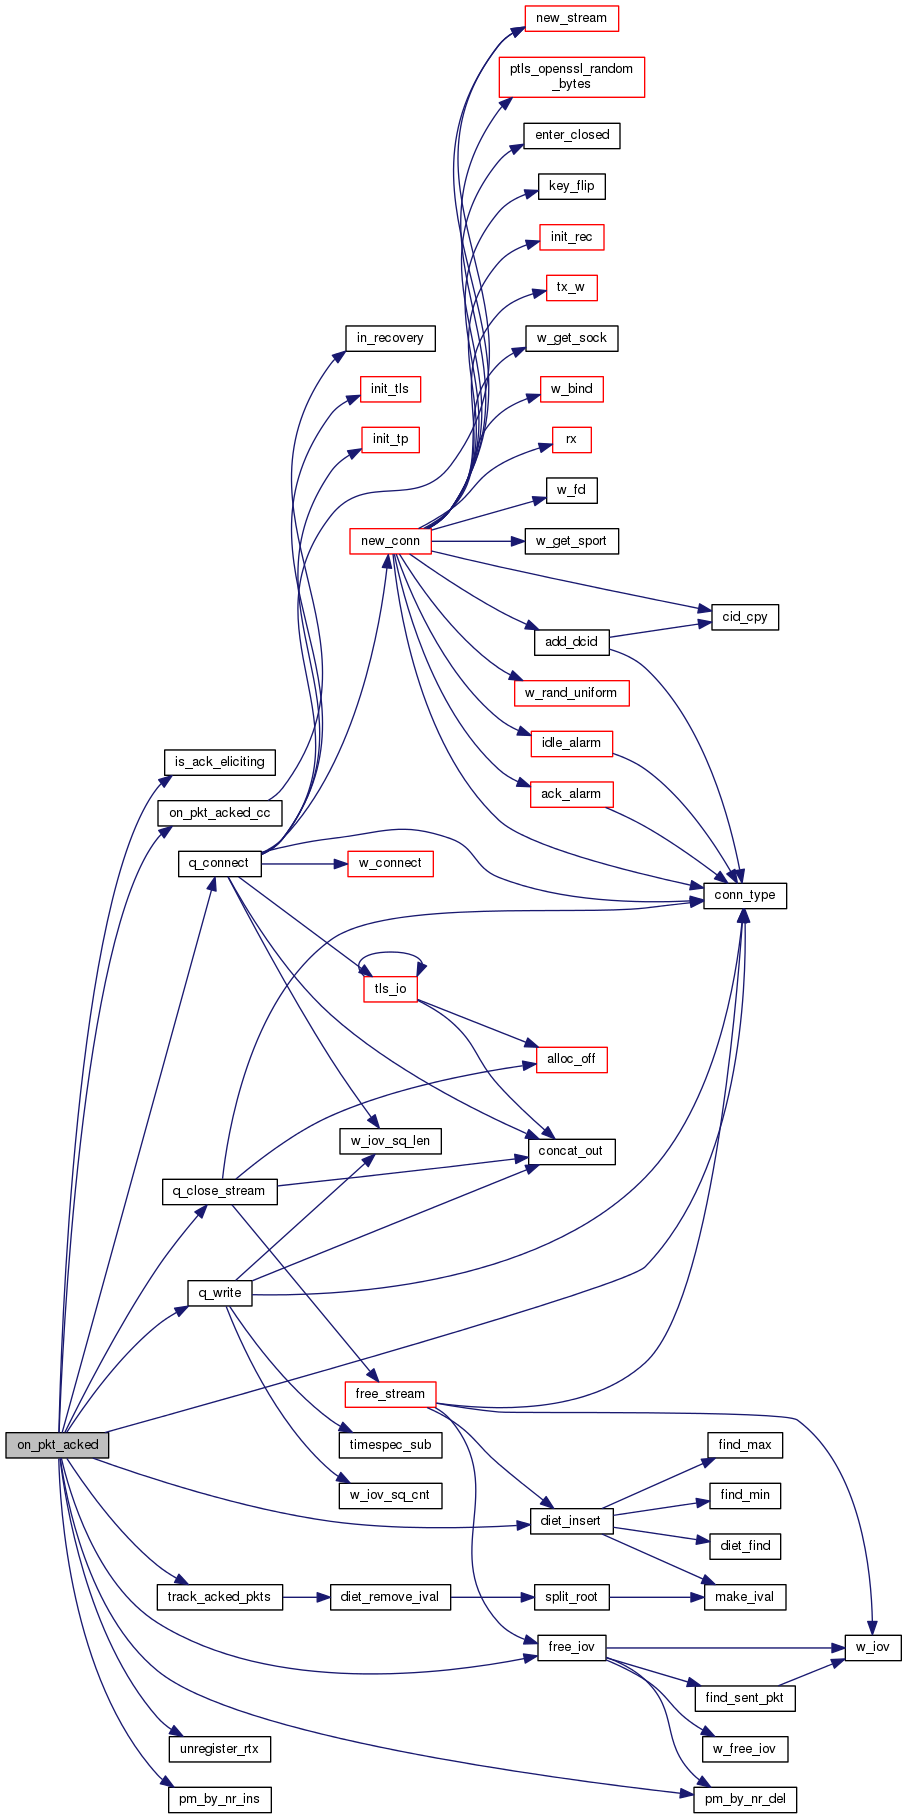 new_stream
ptls_openssl_random
_bytes
enter_closed
key_flip
init_rec
tx_w
in_recovery
w_get_sock
init_tls
w_bind
init_tp
rx
w_fd
new_conn
w_get_sport
cid_cpy
add_dcid
w_rand_uniform
idle_alarm
is_ack_eliciting
ack_alarm
on_pkt_acked_cc
q_connect
w_connect
conn_type
tls_io
alloc_off
w_iov_sq_len
concat_out
q_close_stream
q_write
free_stream
on_pkt_acked
timespec_sub
find_max
w_iov_sq_cnt
find_min
diet_insert
diet_find
track_acked_pkts
diet_remove_ival
split_root
make_ival
free_iov
w_iov
find_sent_pkt
unregister_rtx
w_free_iov
pm_by_nr_ins
pm_by_nr_del